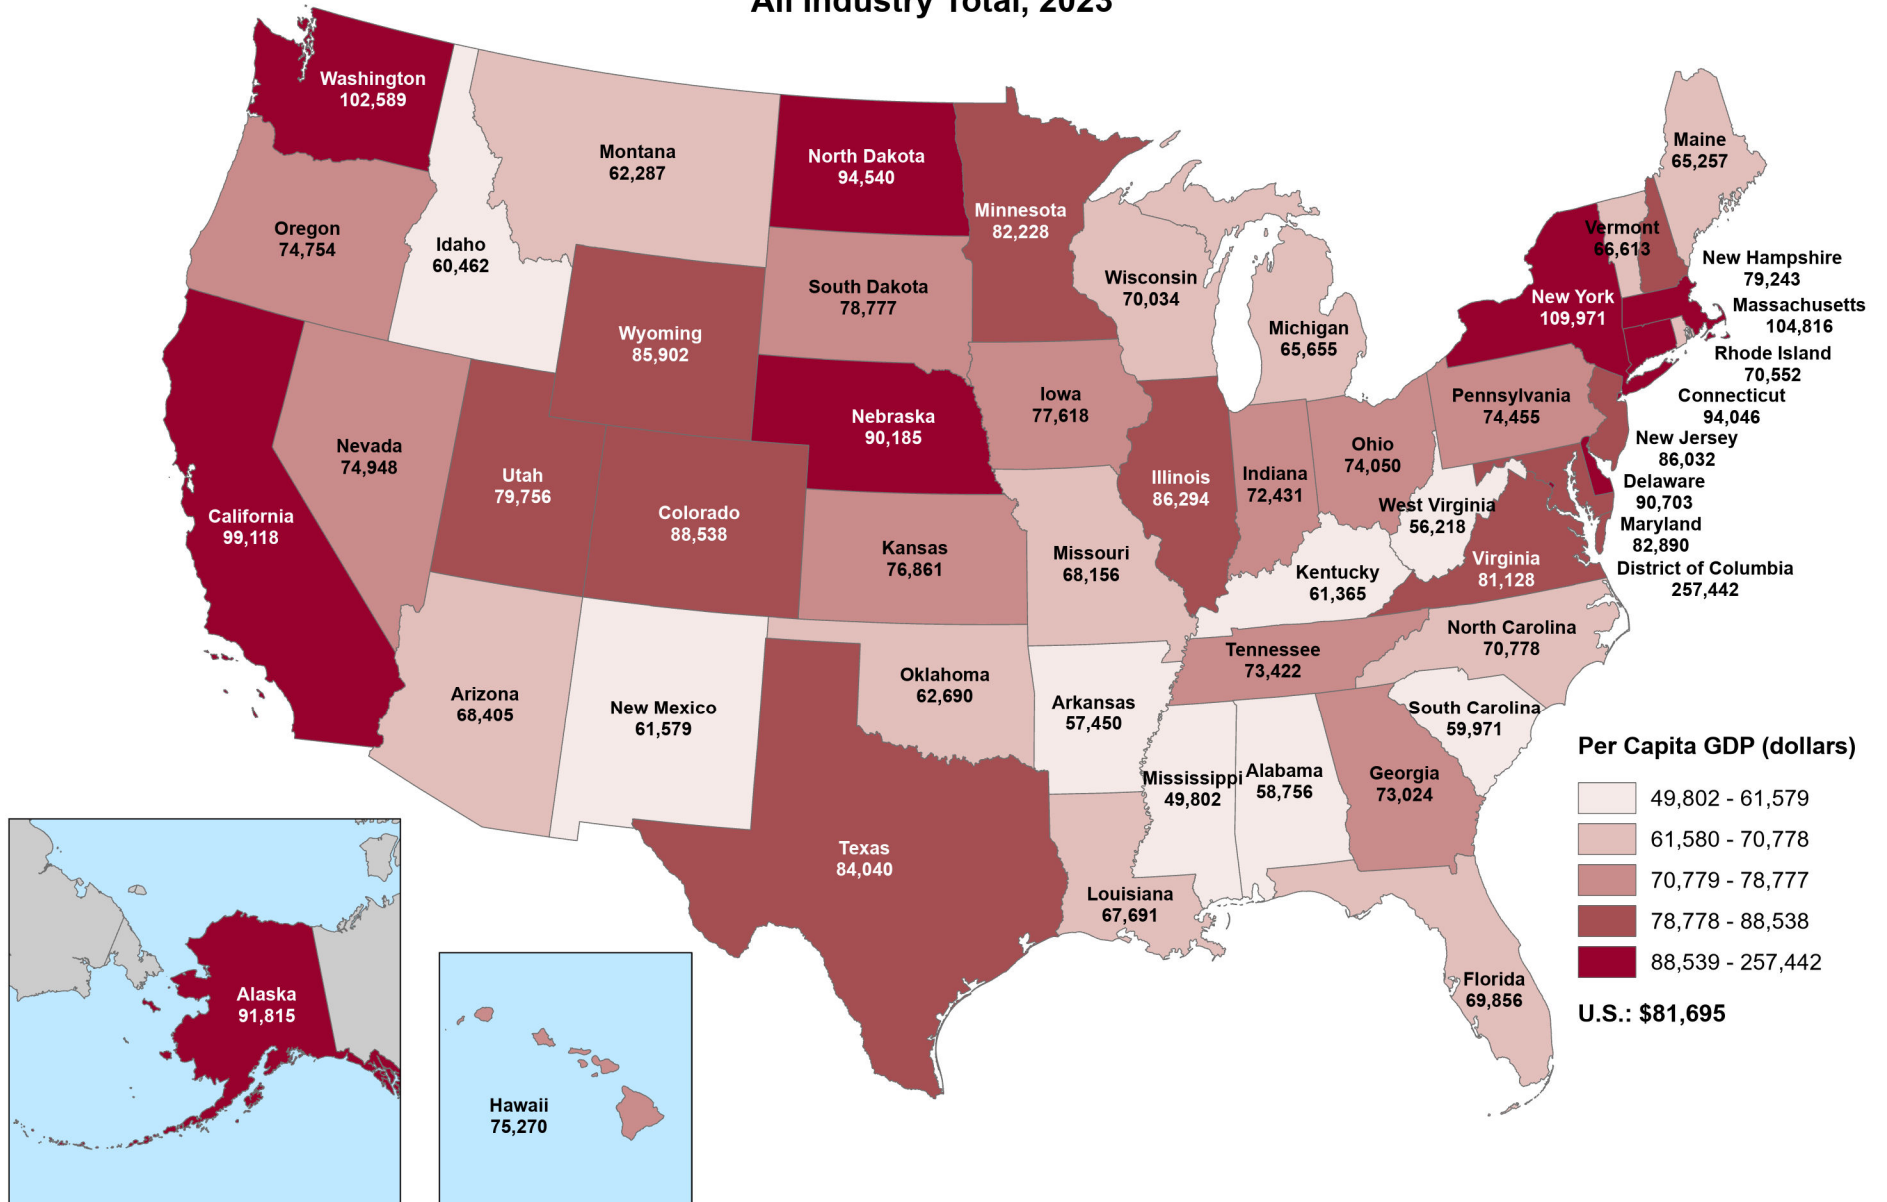 All Industry Total, 2023
Washington
102,589
Oregon
74,754
California
99,118
Nevada
74,948
Idaho
60,462
Montana
62,287
Wyoming
85,902
Utah
79,756
Colorado
88,538
Arizona
68,405
New Mexico
61,579
North Dakota
94,540
South Dakota
78,777
Nebraska
90,185
Kansas
76,861
Oklahoma
62,690
Texas
84,040
Minnesota
82,228
Iowa
77,618
Missouri
68,156
Arkansas
57,450
Louisiana
67,691
Wisconsin
70,034
Illinois
86,294
Michigan
65,655
Indiana
72,431
Ohio
74,050
Kentucky
61,365
Tennessee
73,422
Mississippi
49,802
Alabama
58,756
Georgia
73,024
Florida
69,856
South Carolina
59,971
North Carolina
70,778
Virginia
81,128
West Virginia
56,218
Pennsylvania
74,455
New York
109,971
Vermont
66,613
Maine
65,257
New Hampshire
79,243
Massachusetts
104,816
Rhode Island
70,552
Connecticut
94,046
New Jersey
86,032
Delaware
90,703
Maryland
82,890
District of Columbia
257,442
Alaska
91,815
Hawaii
75,270
Per Capita GDP (dollars)
49,802 - 61,579
61,580 - 70,778
70,779 - 78,777
78,778 - 88,538
88,539 - 257,442
U.S.: $81,695